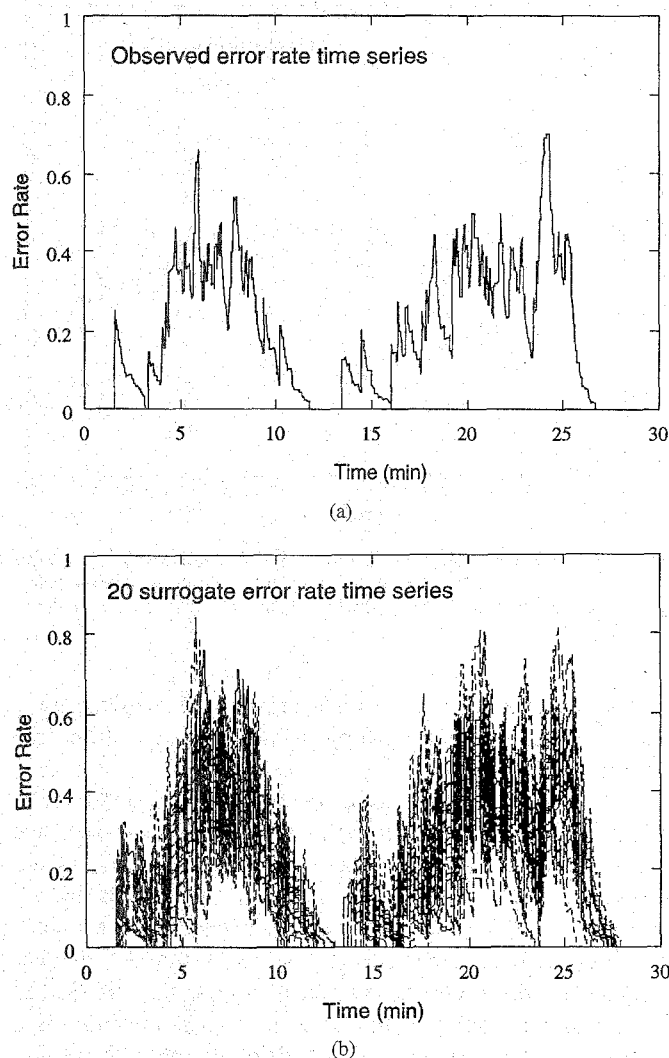 1
Observed error rate time series
0.8
0.6
Error Rate
0.4
0.2
0
0 5 10 15 20 25 30
Time (min)
(a)
1
20 surrogate error rate time series
0.8
0.6
Error Rate
0.4
0.2
0
0 5 10 15 20 25 30
Time (min)
(b)